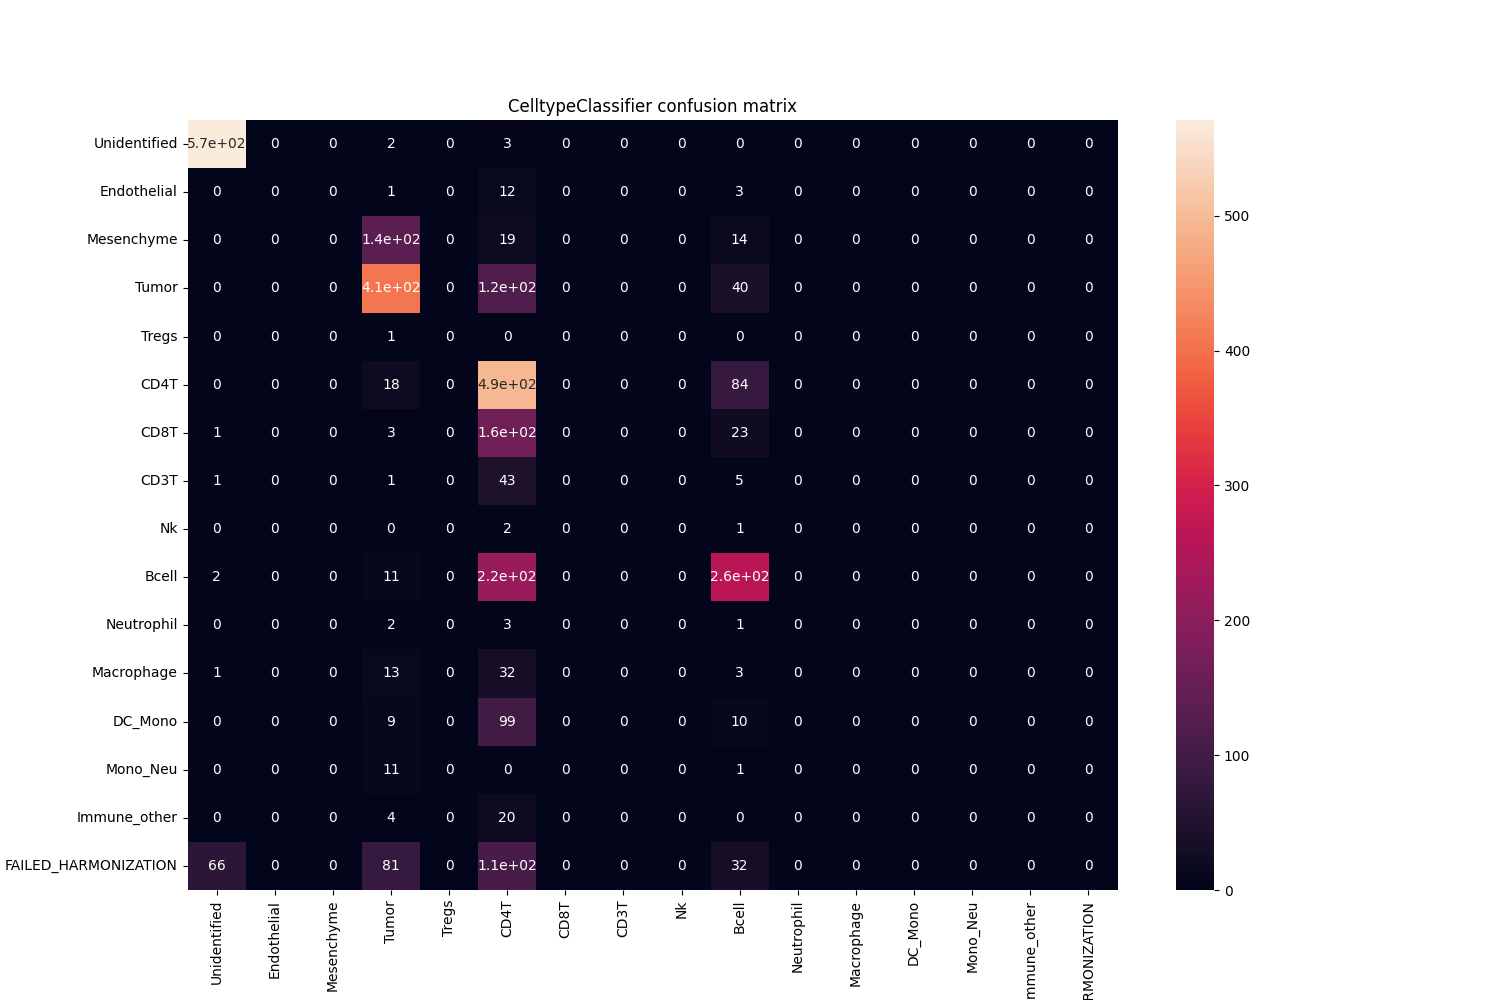 CelltypeClassifier confusion matrix
Unidentified 5.7e+02 0 0 2 0 3 0 0 0 0 0 0 0 0 0 0
Endothelial 0 0 0 1 0 12 0 0 0 3 0 0 0 0 0 0
Mesenchyme 0 0 0 1.4e+02 0 19 0 0 0 14 0 0 0 0 0 0
Tumor 0 0 0 4.1e+02 0 1.2e+02 0 0 0 40 0 0 0 0 0 0
Tregs 0 0 0 1 0 0 0 0 0 0 0 0 0 0 0 0
CD4T 0 0 0 18 0 4.9e+02 0 0 0 84 0 0 0 0 0 0
CD8T 1 0 0 3 0 1.6e+02 0 0 0 23 0 0 0 0 0 0
CD3T 1 0 0 1 0 43 0 0 0 5 0 0 0 0 0 0
Nk 0 0 0 0 0 2 0 0 0 1 0 0 0 0 0 0
Bcell 2 0 0 11 0 2.2e+02 0 0 0 2.6e+02 0 0 0 0 0 0
Neutrophil 0 0 0 2 0 3 0 0 0 1 0 0 0 0 0 0
Macrophage 1 0 0 13 0 32 0 0 0 3 0 0 0 0 0 0
DC_Mono 0 0 0 9 0 99 0 0 0 10 0 0 0 0 0 0
Mono_Neu 0 0 0 11 0 0 0 0 0 1 0 0 0 0 0 0
Immune_other 0 0 0 4 0 20 0 0 0 0 0 0 0 0 0 0
FAILED_HARMONIZATION 66 0 0 81 0 1.1e+02 0 0 0 32 0 0 0 0 0 0
Unidentified
Endothelial
Mesenchyme
Tumor
Tregs
CD4T
CD8T
CD3T
Nk
Bcell
Neutrophil
Macrophage
DC_Mono
Mono_Neu
mmune_other
RMONIZATION
500
400
300
200
100
0